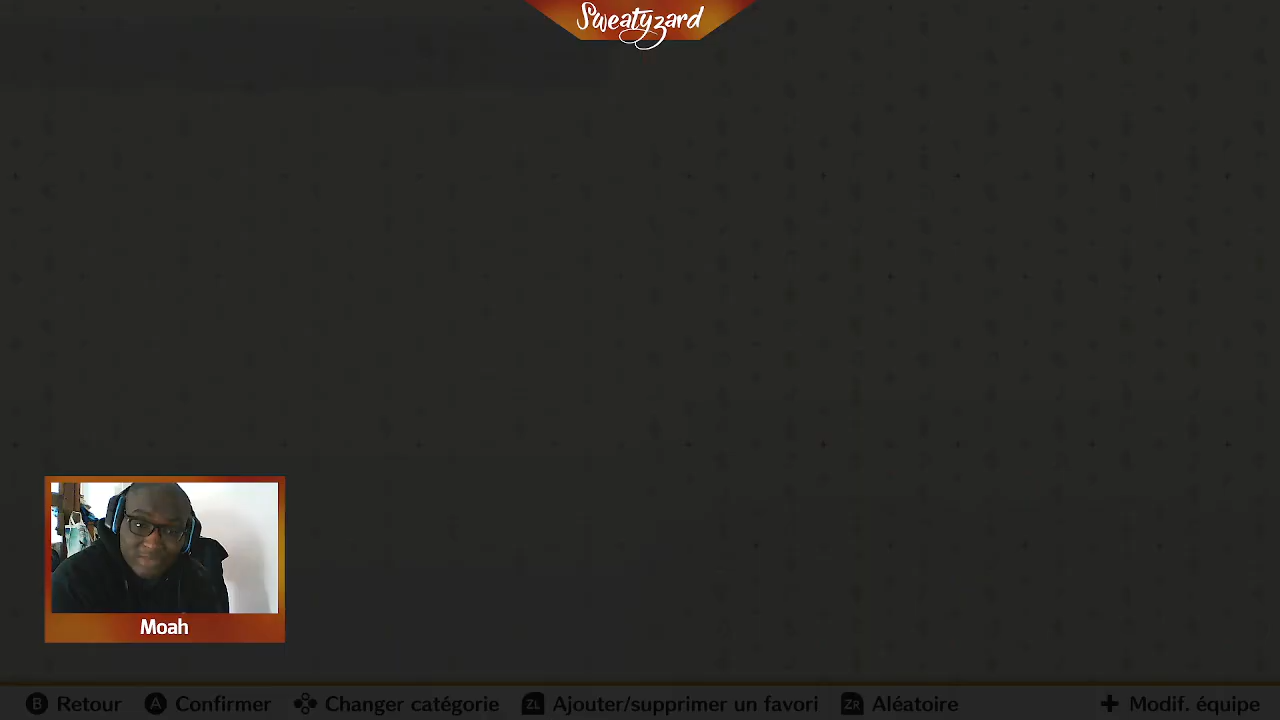 Sweatyzard
Moah
B Retour A Confirmer Changer catégorie ZL Ajouter/supprimer un favori ZR Aléatoire + Modif. équipe